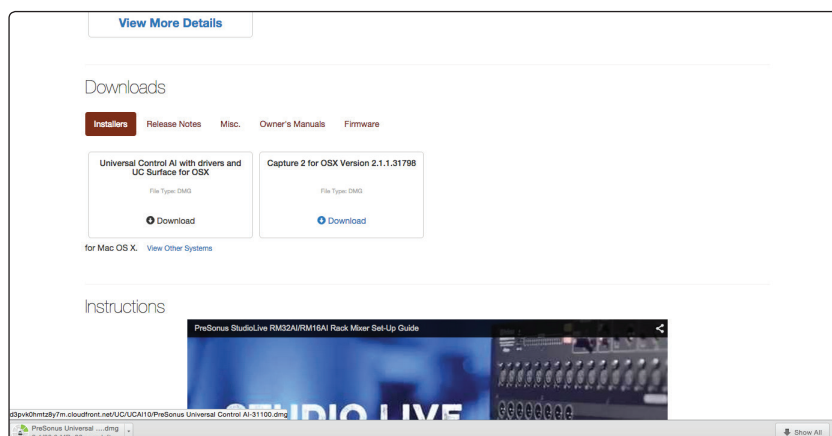 View More Details
Downloads
Installers Release Notes Misc. Owner's Manuals Firmware
Universal Control AI with drivers and
UC Surface for OSX
File Type: DMG
Download
Capture 2 for OSX Version 2.1.1.31798
File Type: DMG
Download
for Mac OS X. View Other Systems
Instructions
PreSonus StudioLive RM32AI/RM16AI Rack Mixer Set-Up Guide
STUDIO LIVE
d3pvk0hmtz8y7m.cloudfront.net/UC/UCAI10/PreSonus Universal Control AI-31100.dmg
PreSonus Universal ....dmg
Show All